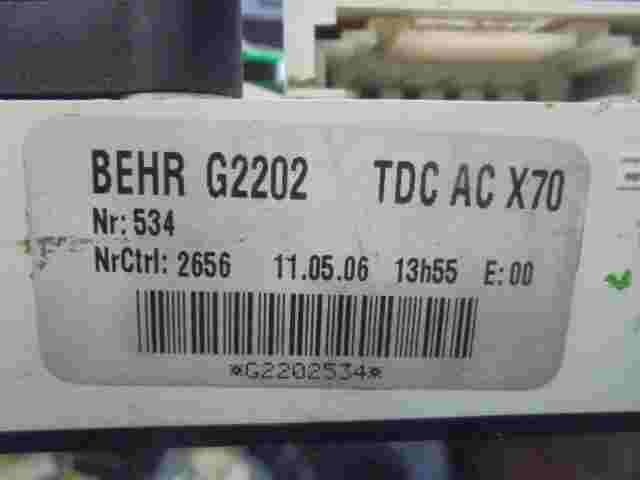 BEHR G2202 TDC AC X70
Nr: 534
NrCtrl: 2656 11.05.06 13h55 E: 00
*G2202534*